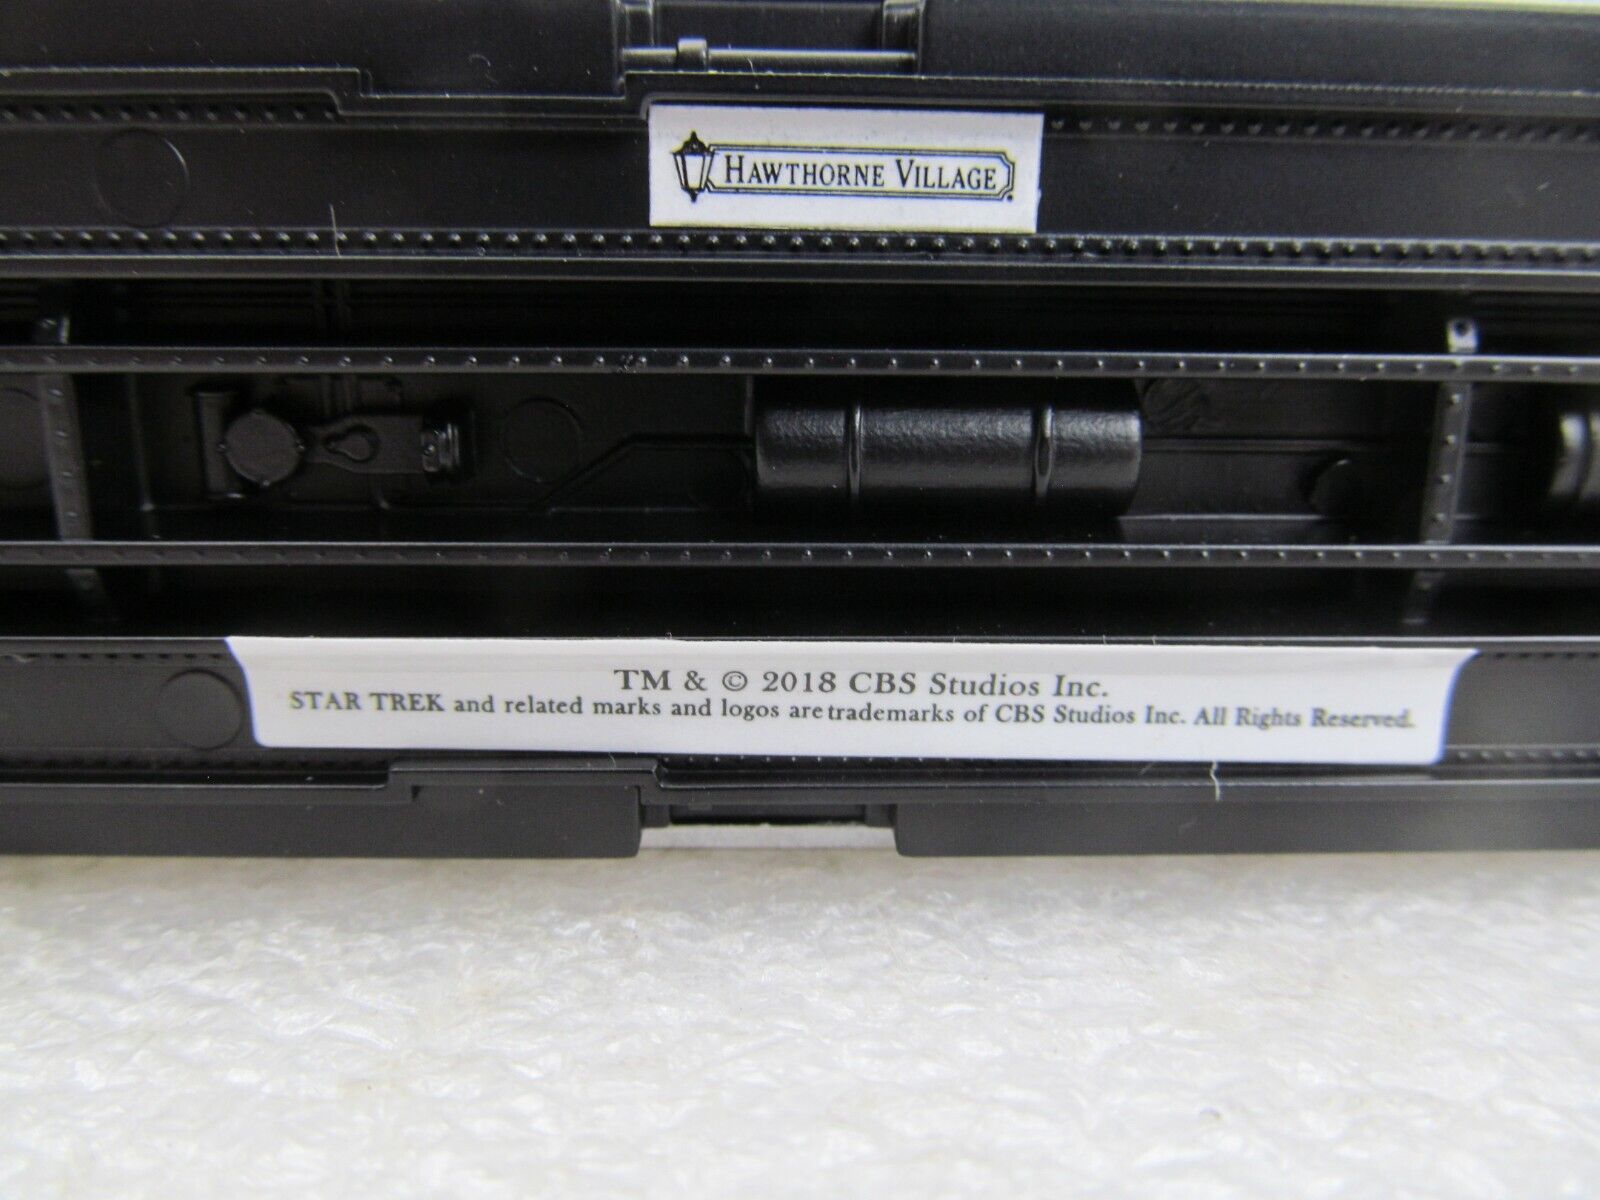 HAWTHORNE VILLAGE
TM & © 2018 CBS Studios Inc.
STAR TREK and related marks and logos are trademarks of CBS Studios Inc. All Rights Reserved.